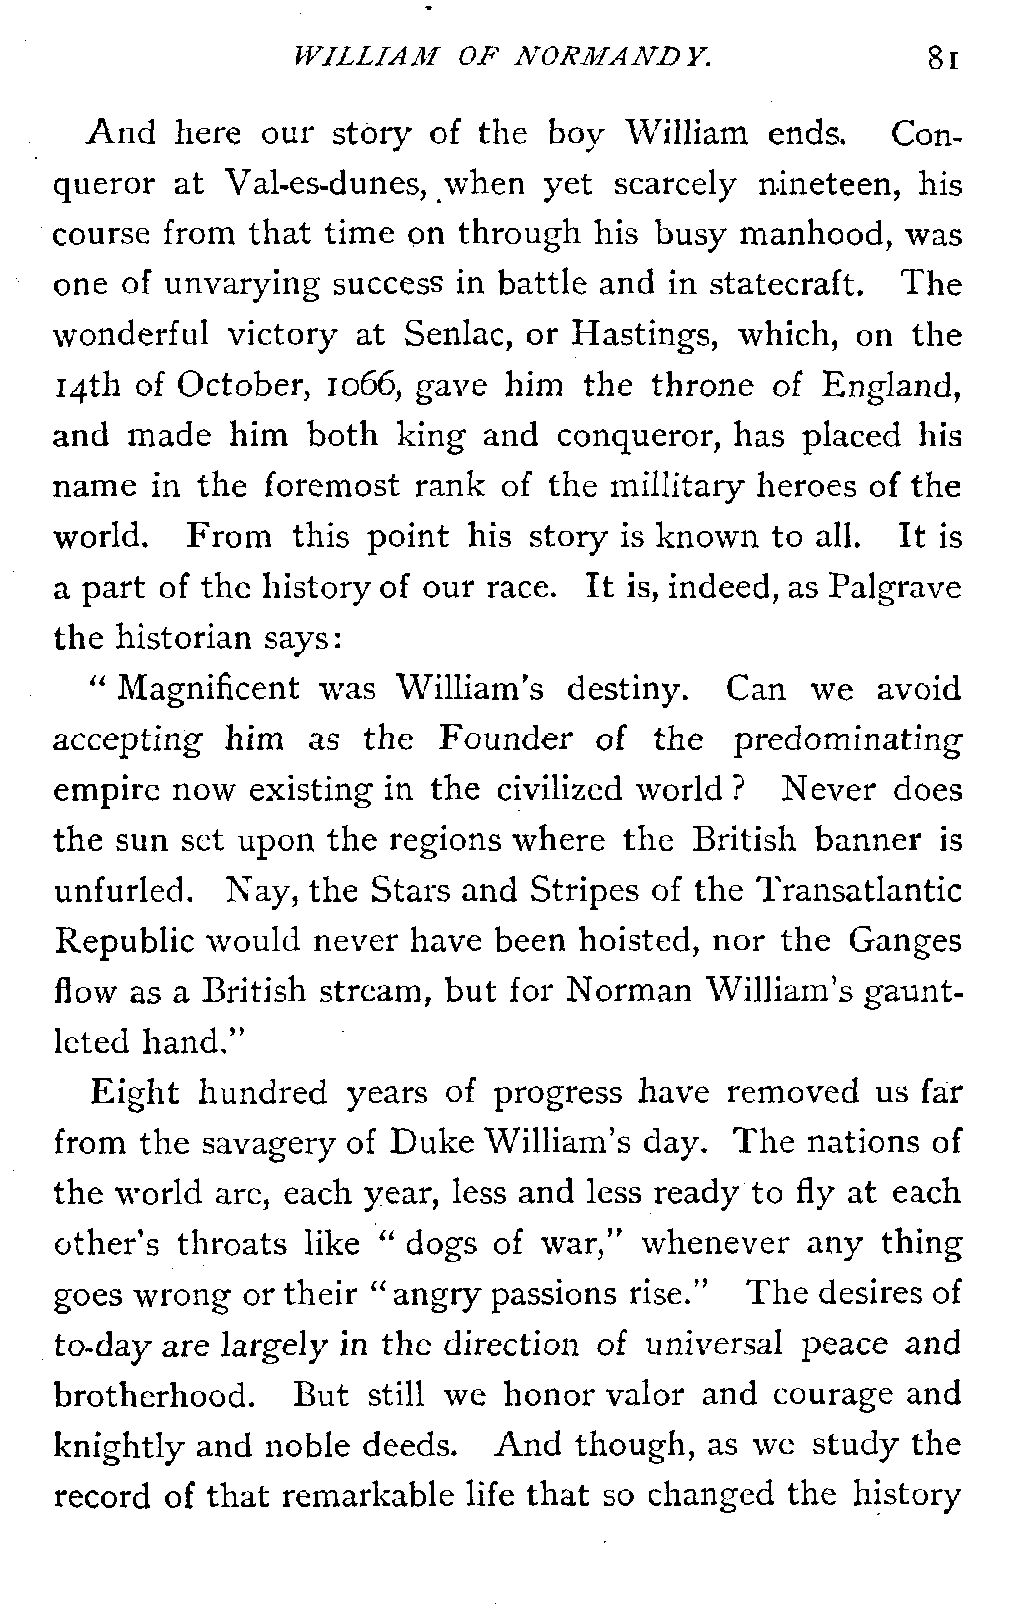 WILLIAM OF NORMANDY. 81
And here our story of the boy William ends. Con-
queror at Val-es-dunes, when yet scarcely nineteen, his
course from that time on through his busy manhood, was
one of unvarying success in battle and in statecraft. The
wonderful victory at Senlac, or Hastings, which, on the
14th of October, 1066, gave him the throne of England,
and made him both king and conqueror, has placed his
name in the foremost rank of the millitary heroes of the
world. From this point his story is known to all. It is
a part of the history of our race. It is, indeed, as Palgrave
the historian says:
“ Magnificent was William's destiny. Can we avoid
accepting him as the Founder of the predominating
empire now existing in the civilized world ? Never does
the sun set upon the regions where the British banner is
unfurled. Nay, the Stars and Stripes of the Transatlantic
Republic would never have been hoisted, nor the Ganges
flow as a British stream, but for Norman William's gaunt-
leted hand.”
Eight hundred years of progress have removed us far
from the savagery of Duke William's day. The nations of
the world are, each year, less and less ready to fly at each
other's throats like “ dogs of war,” whenever any thing
goes wrong or their “ angry passions rise.” The desires of
to-day are largely in the direction of universal peace and
brotherhood. But still we honor valor and courage and
knightly and noble deeds. And though, as we study the
record of that remarkable life that so changed the history